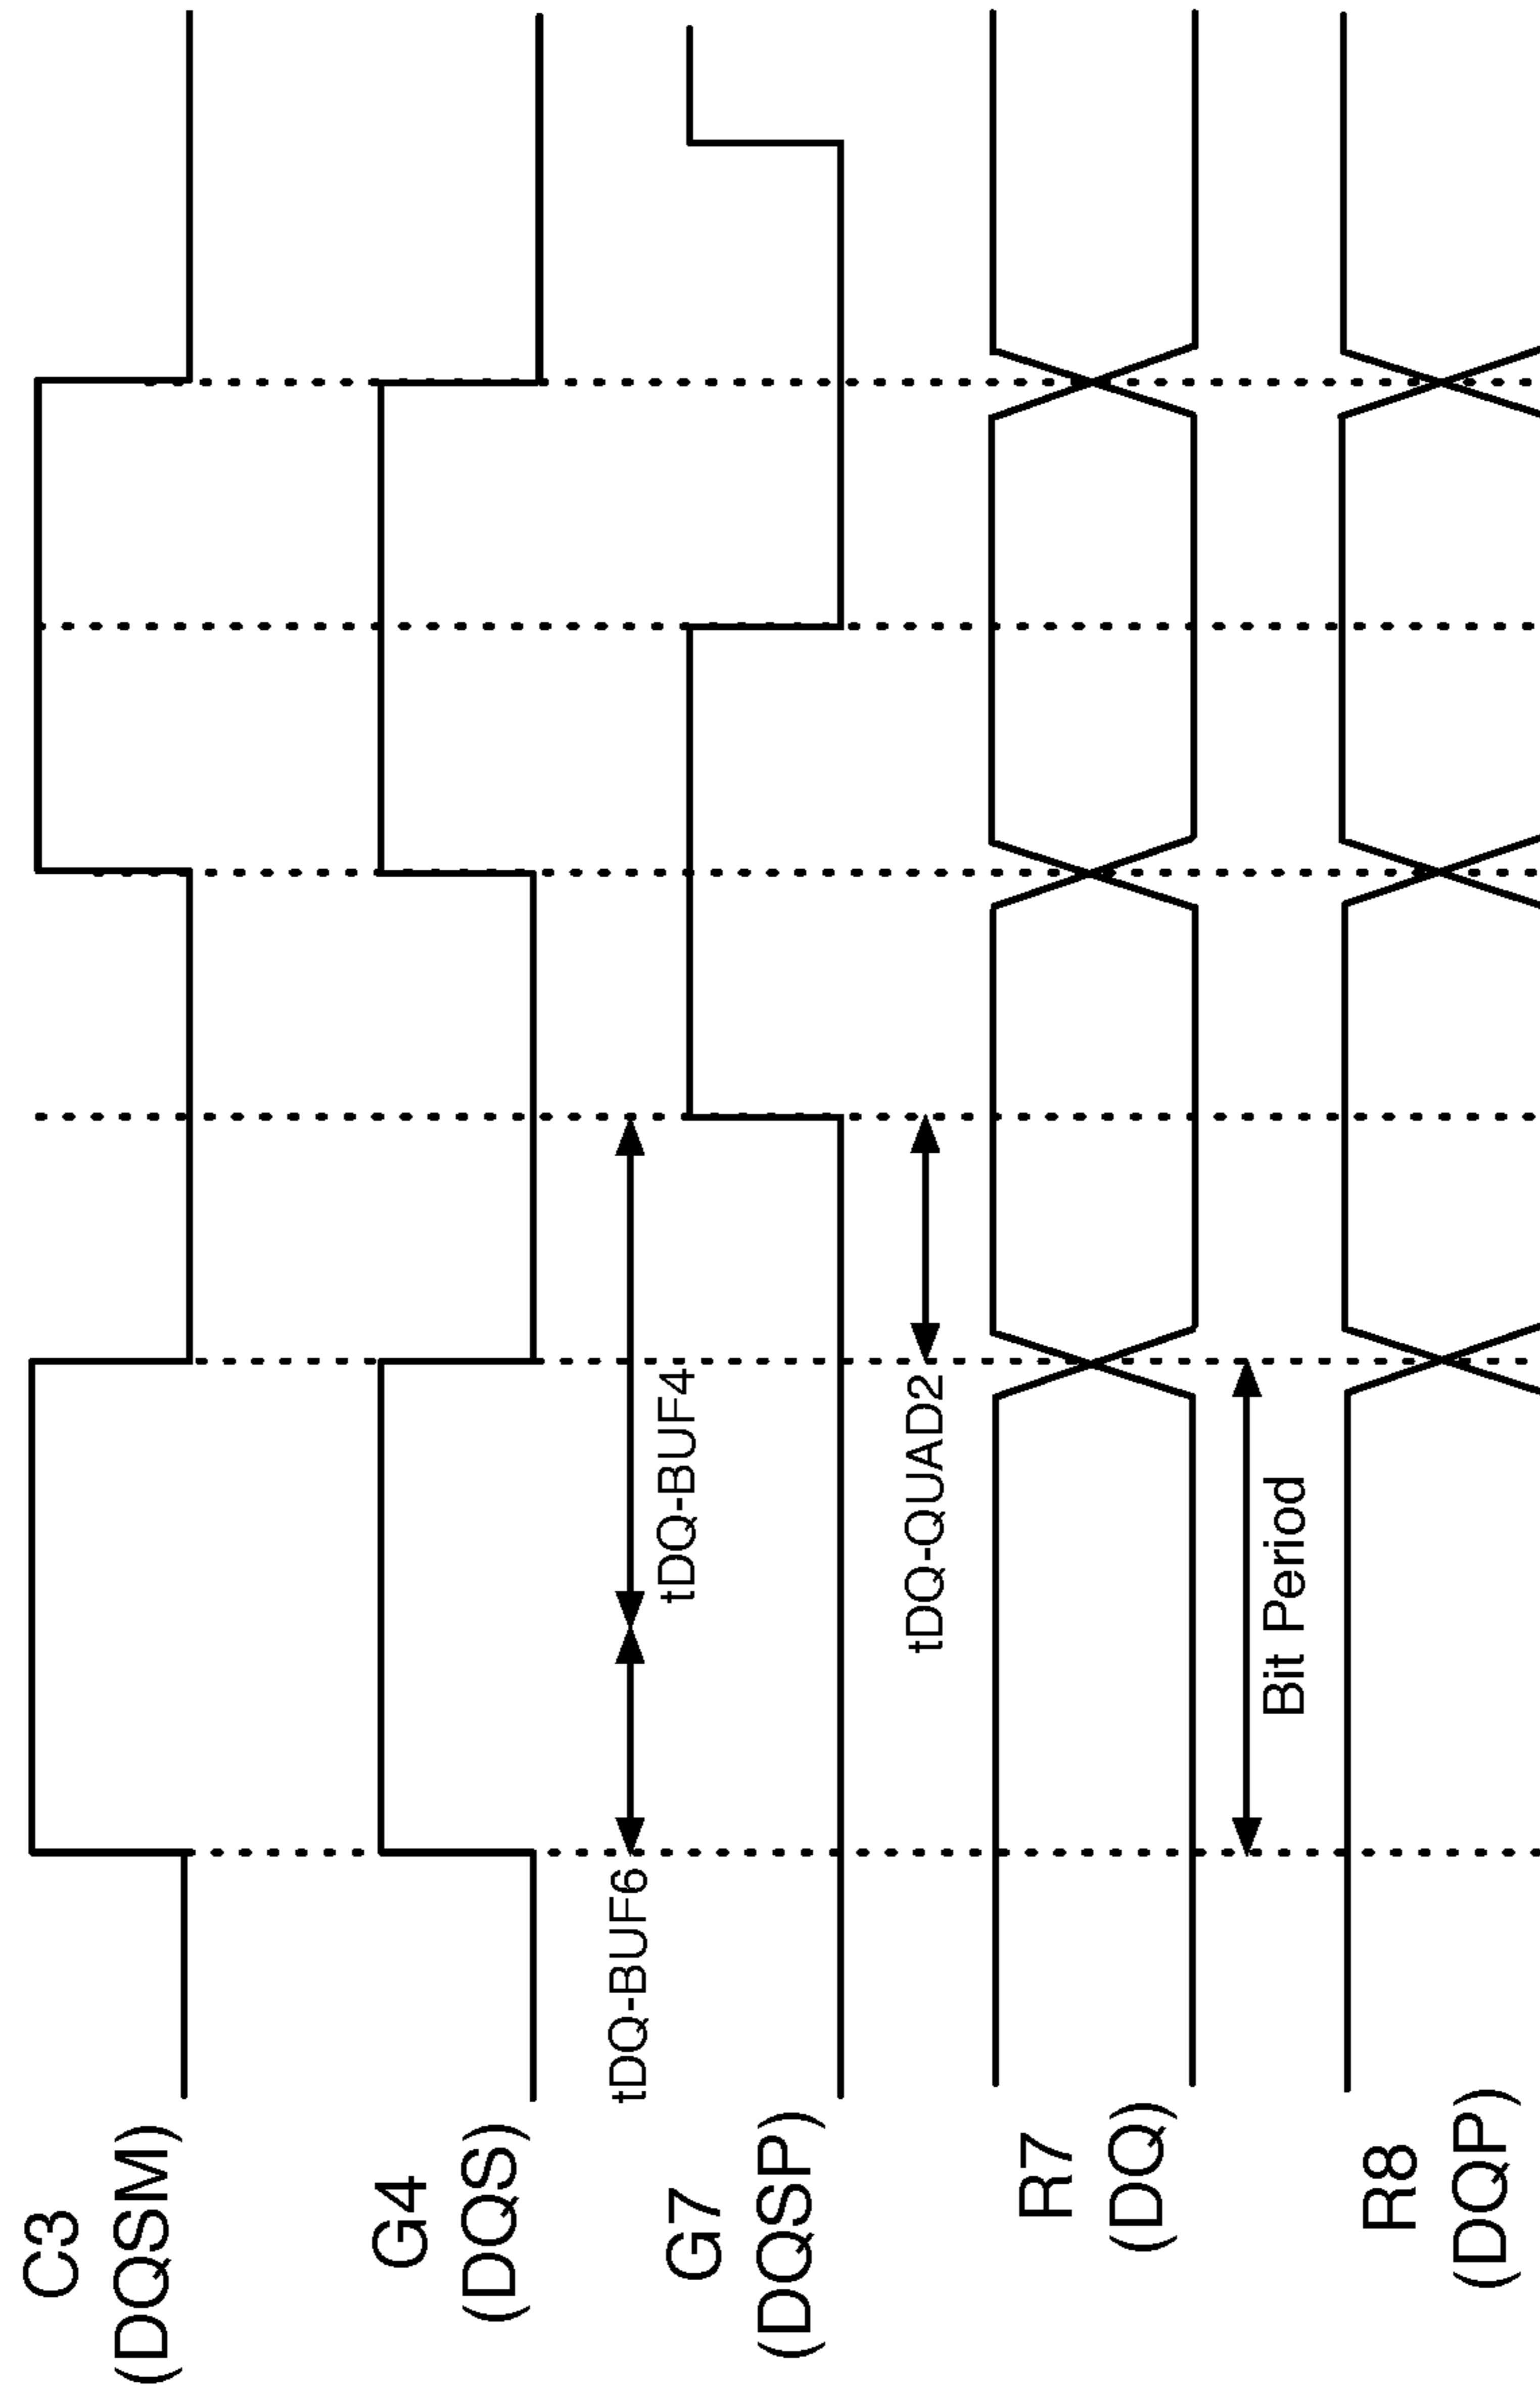 C3
(DQSM)
G4
(DQS)
tDQ-BUF6
tDQ-BUF4
G7
(DQSP)
tDQ-QUAD2
R7
(DQ)
Bit Period
R8
(DQP)